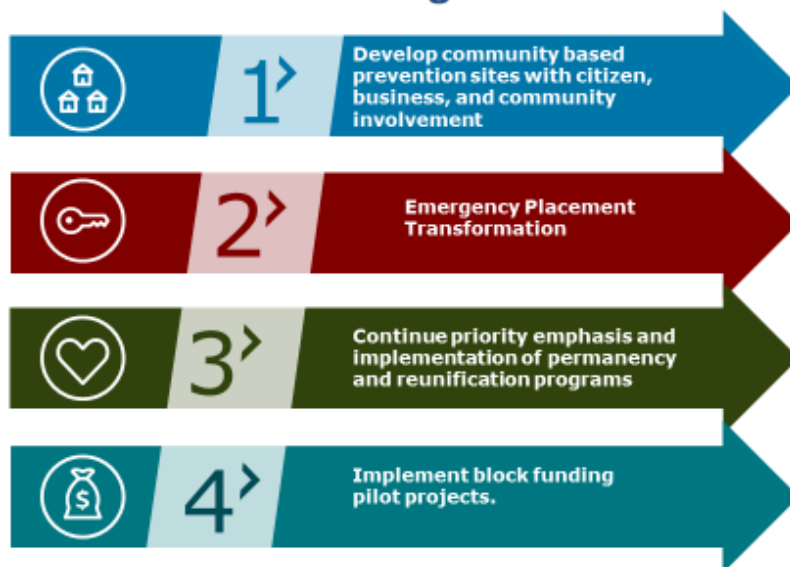 1>
Develop community based
prevention sites with citizen,
business, and community
involvement
2>
Emergency Placement
Transformation
3>
Continue priority emphasis and
implementation of permanency
and reunification programs
$
4>
Implement block funding
pilot projects.